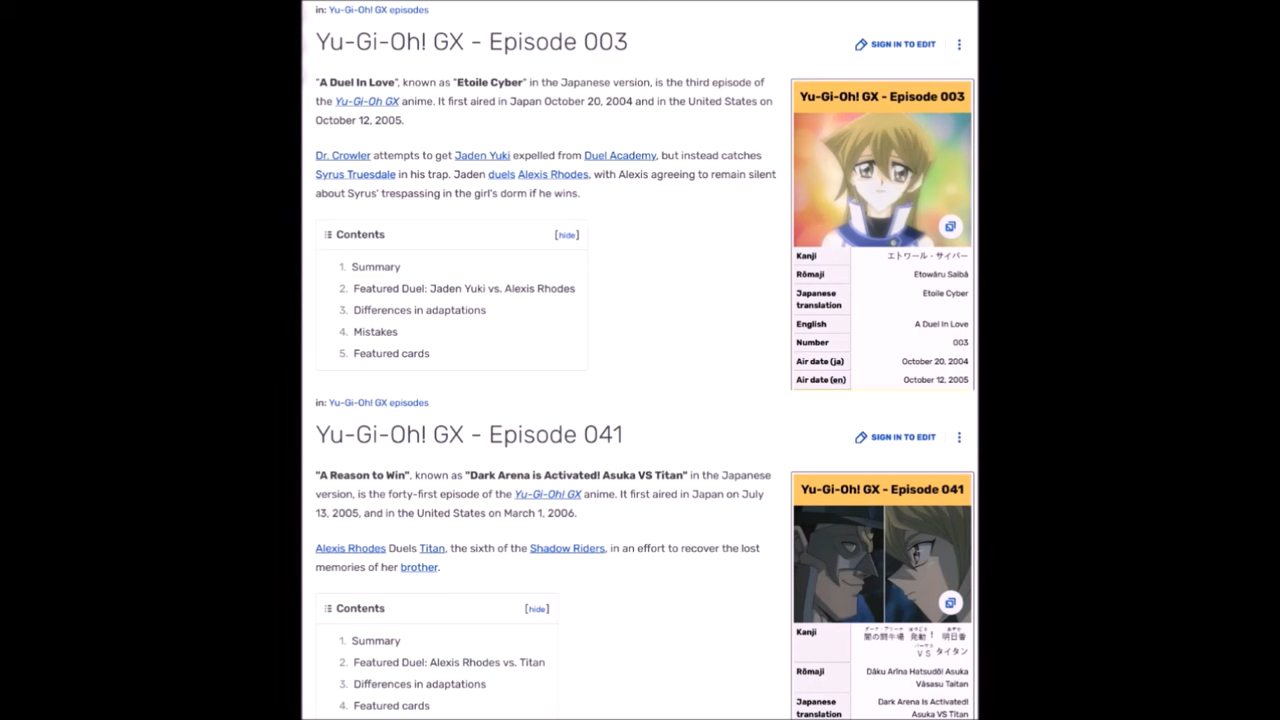 in: Yu-Gi-Oh! GX episodes
Yu-Gi-Oh! GX - Episode 003
SIGN IN TO EDIT
"A Duel In Love", known as "Etoile Cyber" in the Japanese version, is the third episode of
the Yu-Gi-Oh GX anime. It first aired in Japan October 20, 2004 and in the United States on
October 12, 2005.
Dr. Crowler attempts to get Jaden Yuki expelled from Duel Academy, but instead catches
Syrus Truesdale in his trap. Jaden duels Alexis Rhodes, with Alexis agreeing to remain silent
about Syrus' trespassing in the girl's dorm if he wins.
Contents [hide]
1. Summary
2. Featured Duel: Jaden Yuki vs. Alexis Rhodes
3. Differences in adaptations
4. Mistakes
5. Featured cards
Yu-Gi-Oh! GX - Episode 003
Kanji エトワール・サイバー
Rōmaji Etowāru Saibā
Japanese translation Etoile Cyber
English A Duel In Love
Number 003
Air date (ja) October 20, 2004
Air date (en) October 12, 2005
in: Yu-Gi-Oh! GX episodes
Yu-Gi-Oh! GX - Episode 041
SIGN IN TO EDIT
"A Reason to Win", known as "Dark Arena is Activated! Asuka VS Titan" in the Japanese
version, is the forty-first episode of the Yu-Gi-Oh! GX anime. It first aired in Japan on July
13, 2005, and in the United States on March 1, 2006.
Alexis Rhodes Duels Titan, the sixth of the Shadow Riders, in an effort to recover the lost
memories of her brother.
Contents [hide]
1. Summary
2. Featured Duel: Alexis Rhodes vs. Titan
3. Differences in adaptations
4. Featured cards
Yu-Gi-Oh! GX - Episode 041
Kanji 闇の闘牛場 発動！ 明日香
VS タイタン
Rōmaji Dāku Arīna Hatsudō! Asuka
Vāsasu Taitan
Japanese translation Dark Arena Is Activated!
Asuka VS Titan